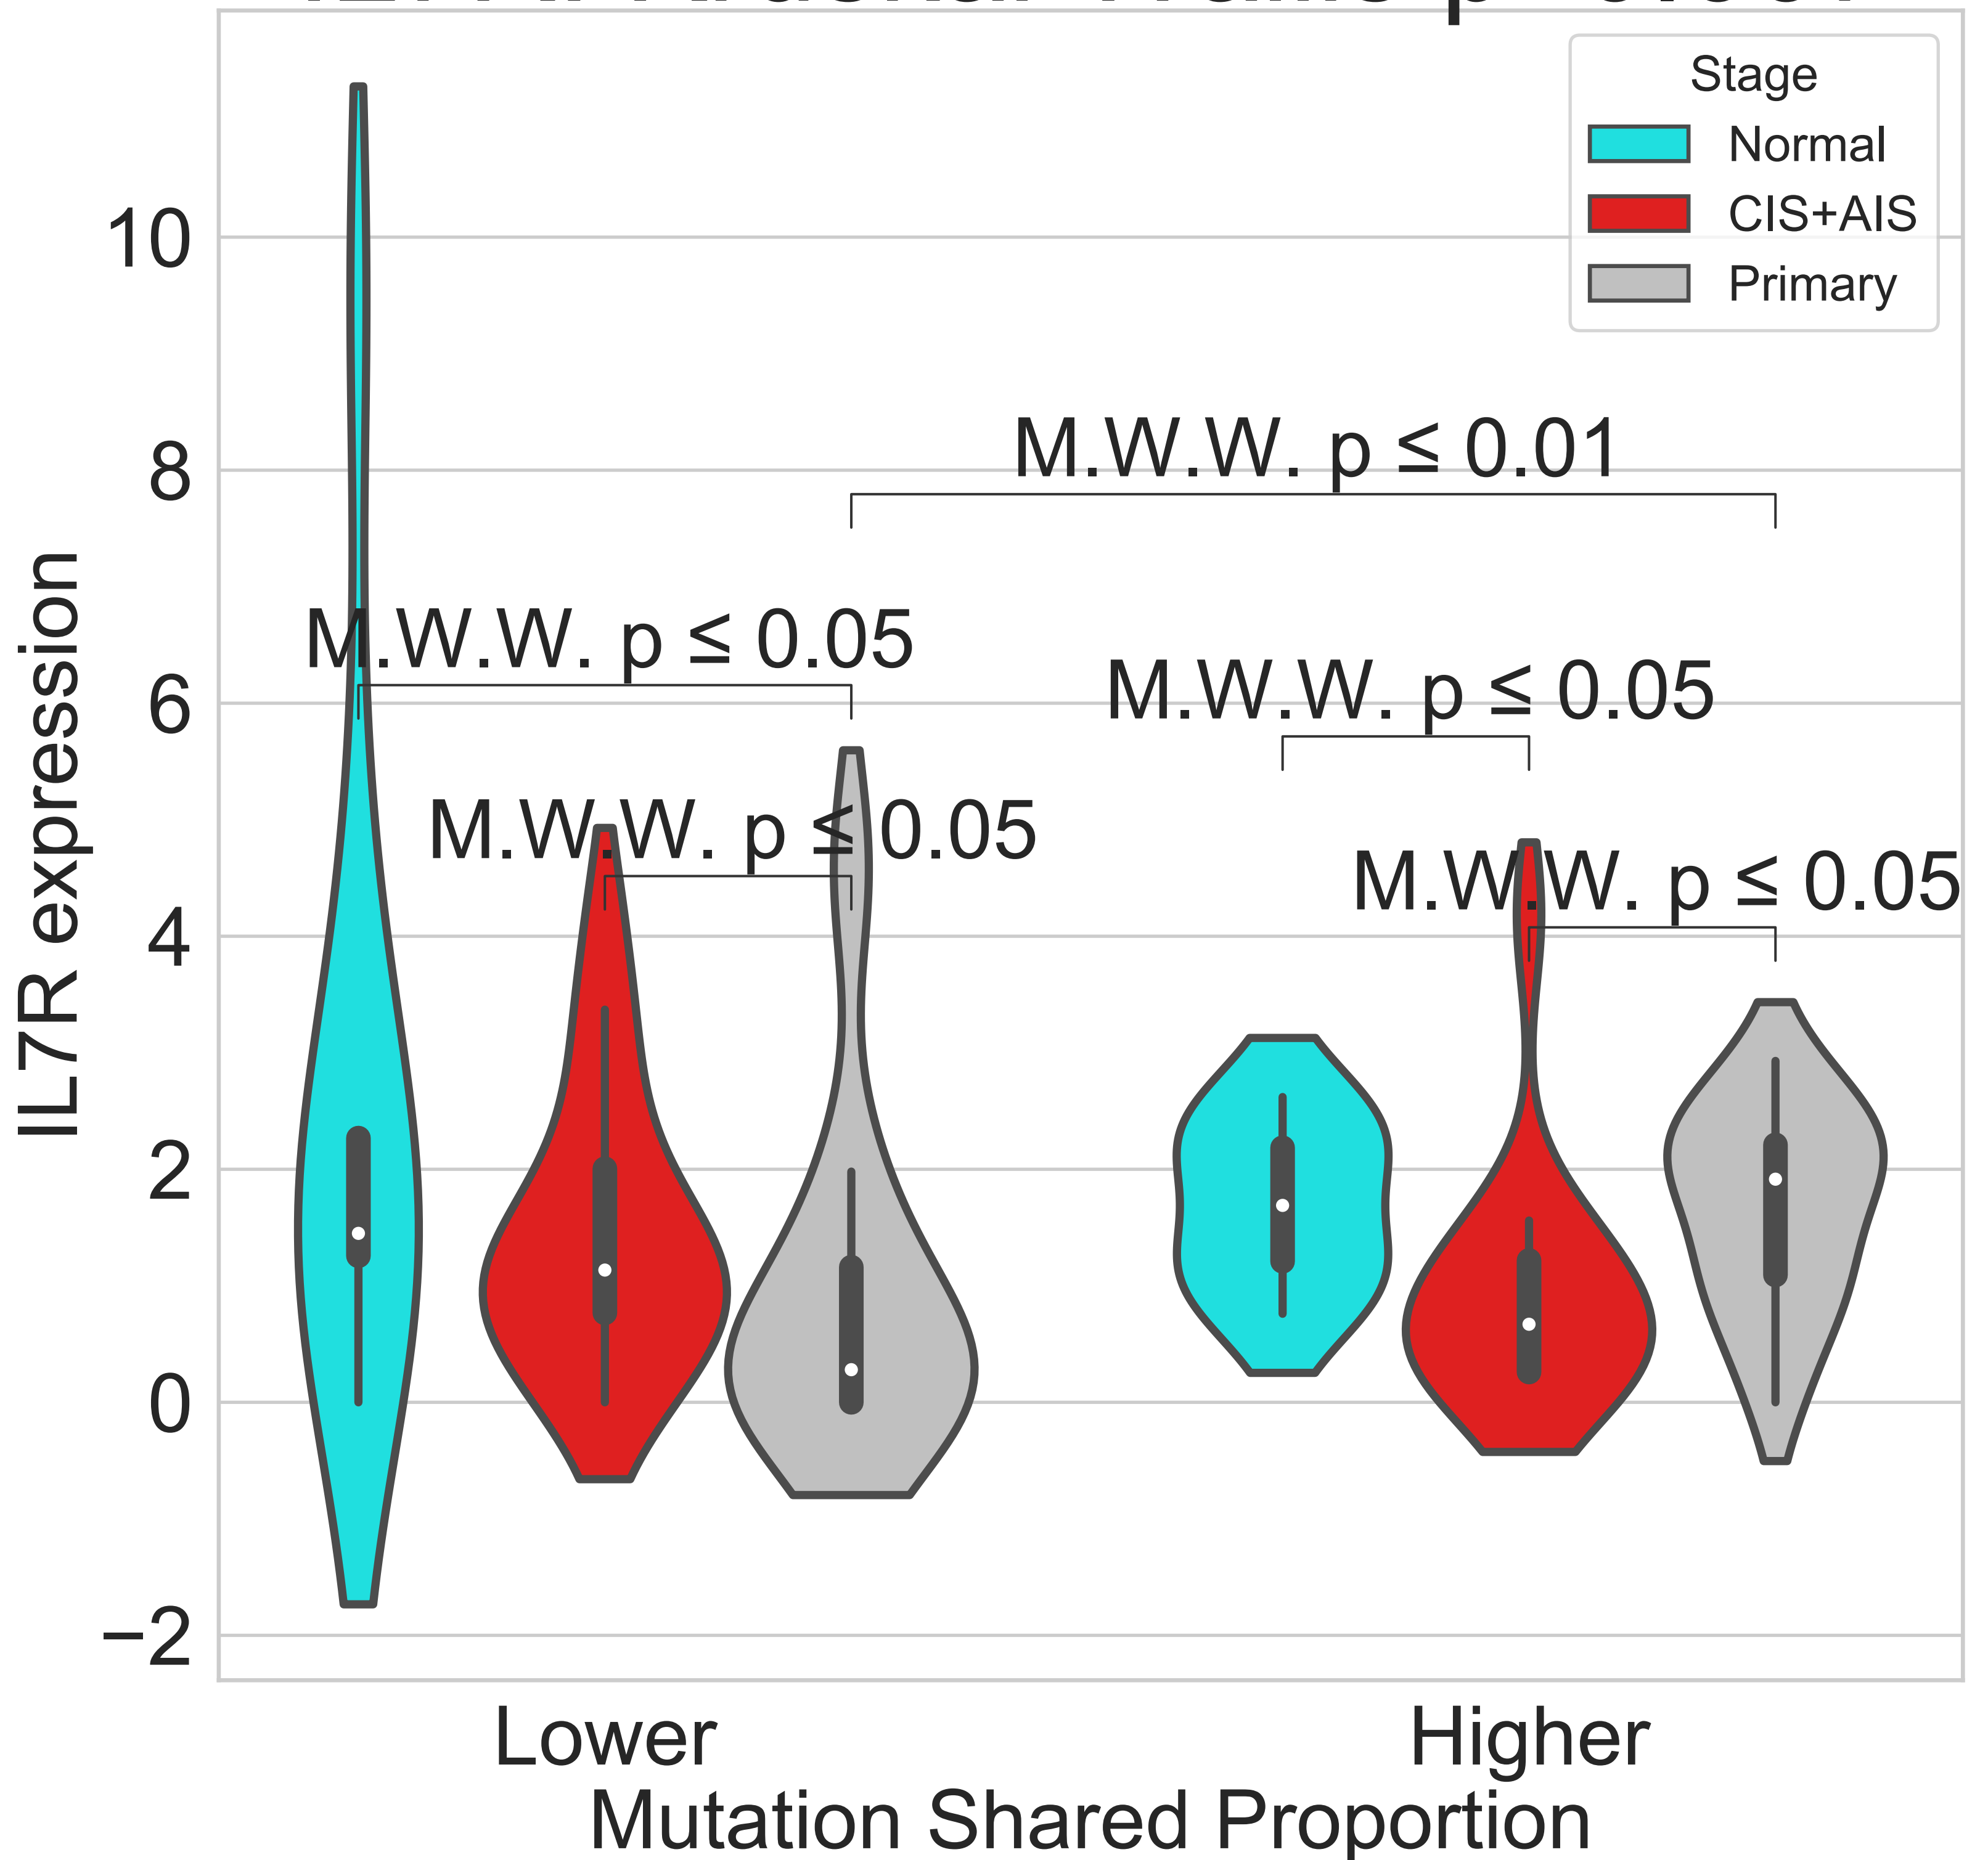 Stage
Normal
CIS+AIS
Primary
10
8
6
4
2
0
−2
IL7R expression
M.W.W. p ≤ 0.01
M.W.W. p ≤ 0.05
M.W.W. p ≤ 0.05
M.W.W. p ≤ 0.05
M.W.W. p ≤ 0.05
Lower
Higher
Mutation Shared Proportion